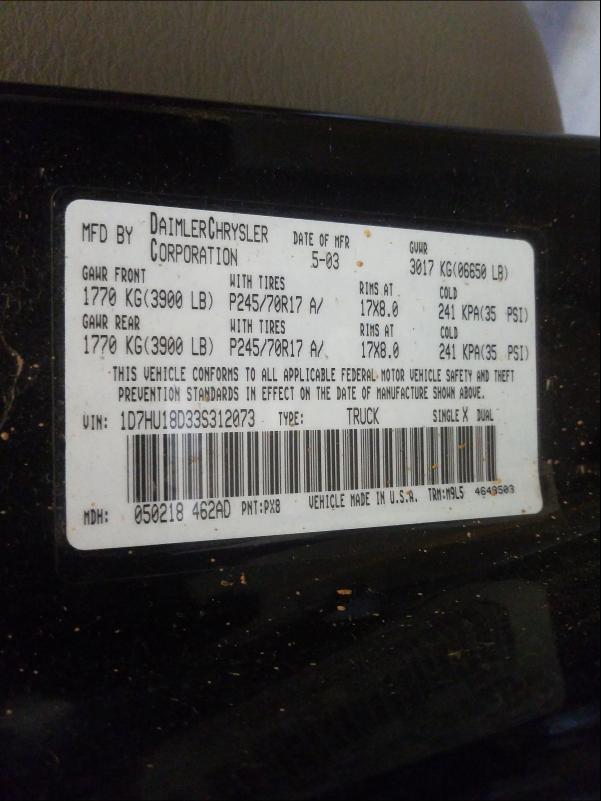 MFD BY DAIMLERCHRYSLER CORPORATION DATE OF MFR 5-03 GVWR 3017 KG(06650 LB)
GAWR FRONT WITH TIRES RIMS AT COLD
1770 KG(3900 LB) P245/70R17 A/ 17X8.0 241 KPA(35 PSI)
GAWR REAR WITH TIRES RIMS AT COLD
1770 KG(3900 LB) P245/70R17 A/ 17X8.0 241 KPA(35 PSI)
THIS VEHICLE CONFORMS TO ALL APPLICABLE FEDERAL MOTOR VEHICLE SAFETY AND THEFT
PREVENTION STANDARDS IN EFFECT ON THE DATE OF MANUFACTURE SHOWN ABOVE.
VIN: 1D7HU18D33S312073 TYPE: TRUCK SINGLE X DUAL
MDH: 050218 462AD PNT:PX8 VEHICLE MADE IN U.S.A. TRM:M9L5